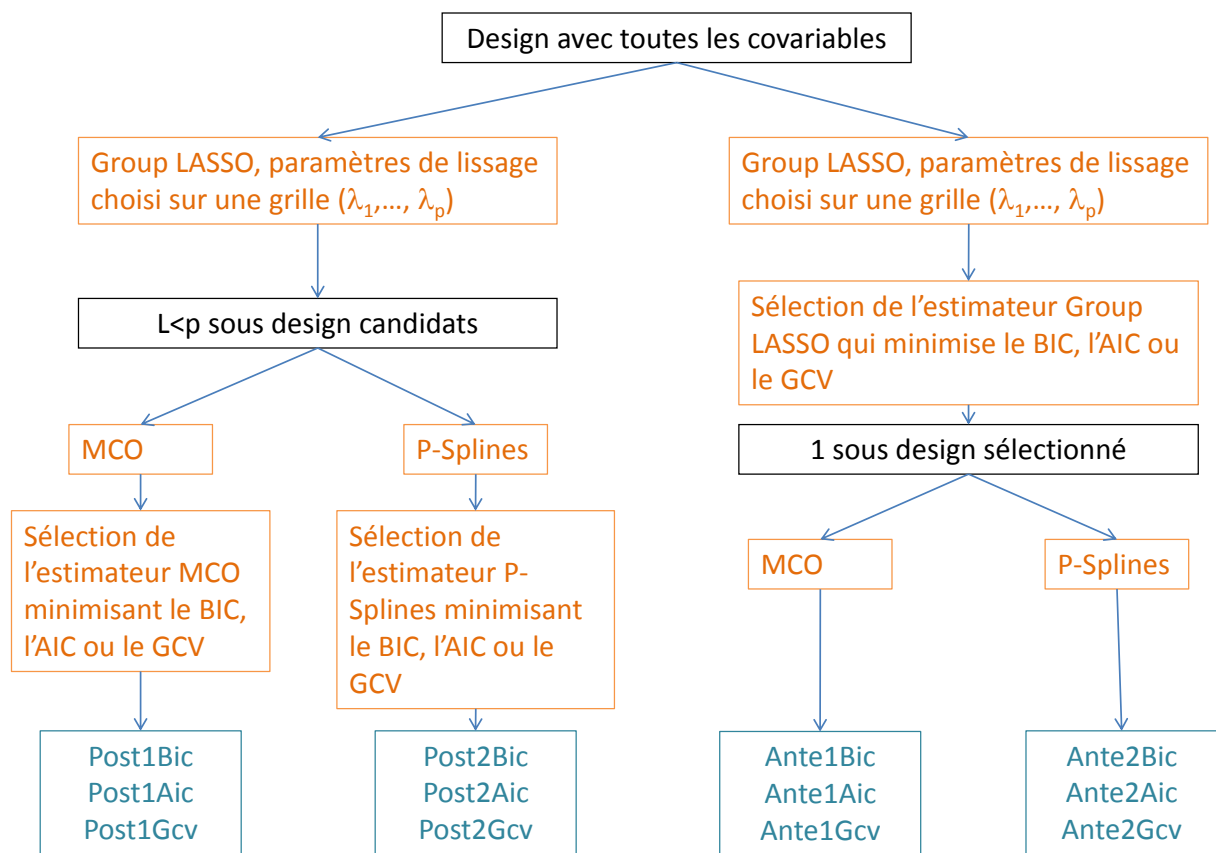 Design avec toutes les covariables
Group LASSO, paramètres de lissage
choisi sur une grille (λ1,…, λp)
L<p sous design candidats
MCO
Sélection de
l'estimateur MCO
minimisant le BIC,
l'AIC ou le GCV
Post1Bic
Post1Aic
Post1Gcv
P-Splines
Sélection de
l'estimateur P-
Splines minimisant
le BIC, l'AIC ou le
GCV
Post2Bic
Post2Aic
Post2Gcv
Group LASSO, paramètres de lissage
choisi sur une grille (λ1,…, λp)
Sélection de l'estimateur Group
LASSO qui minimise le BIC, l'AIC ou
le GCV
1 sous design sélectionné
MCO
Ante1Bic
Ante1Aic
Ante1Gcv
P-Splines
Ante2Bic
Ante2Aic
Ante2Gcv